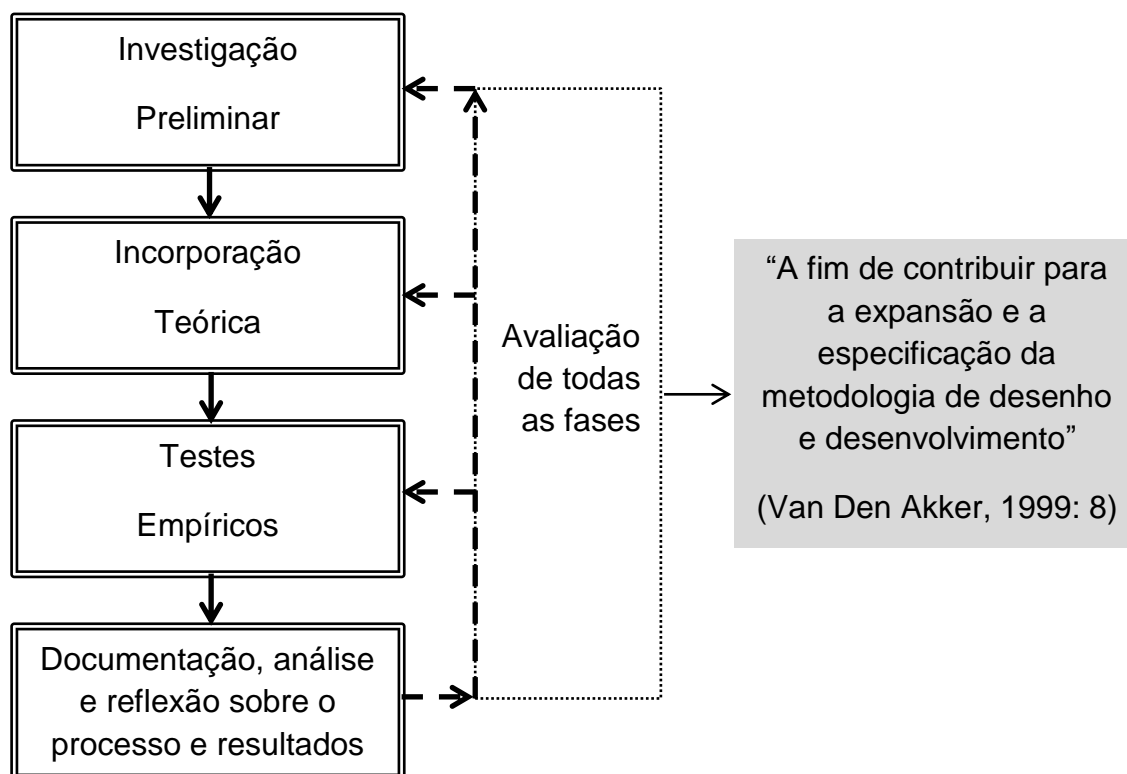 Investigação
Preliminar
Incorporação
Teórica
Testes
Empíricos
Documentação, análise
e reflexão sobre o
processo e resultados
Avaliação
de todas
as fases
“A fim de contribuir para
a expansão e a
especificação da
metodologia de desenho
e desenvolvimento”
(Van Den Akker, 1999: 8)